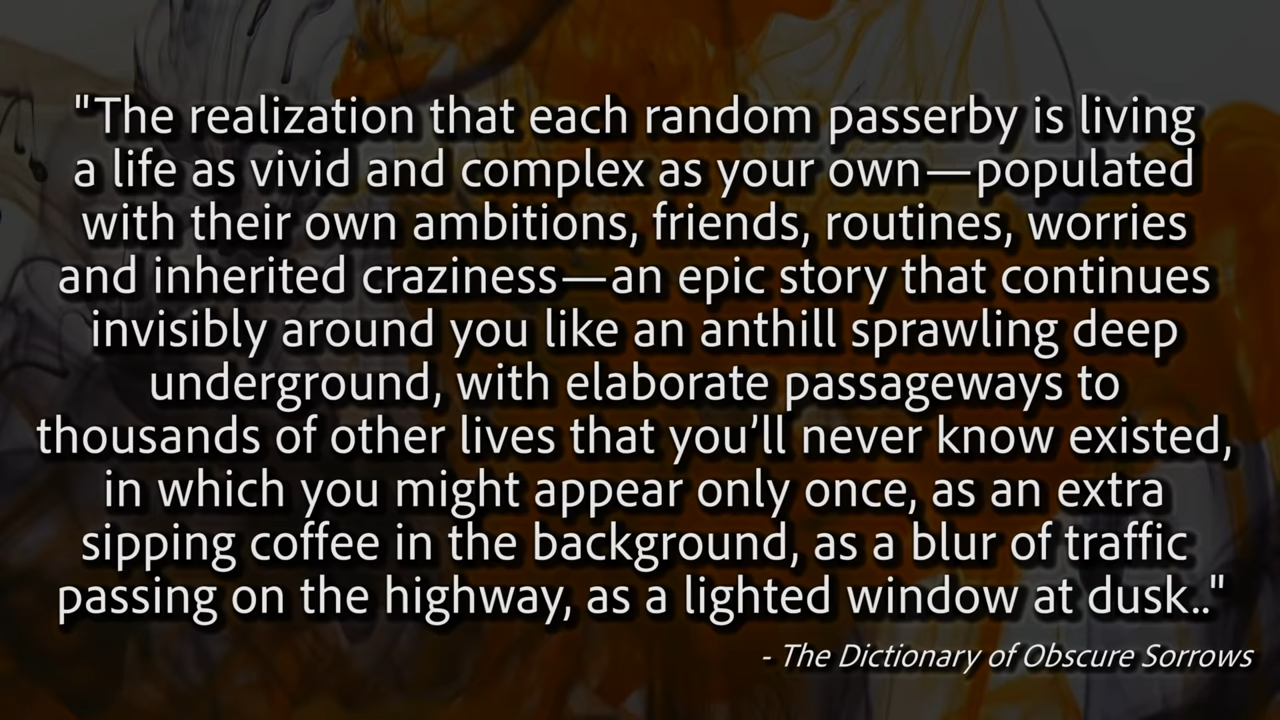 "The realization that each random passerby is living
a life as vivid and complex as your own—populated
with their own ambitions, friends, routines, worries
and inherited craziness—an epic story that continues
invisibly around you like an anthill sprawling deep
underground, with elaborate passageways to
thousands of other lives that you’ll never know existed,
in which you might appear only once, as an extra
sipping coffee in the background, as a blur of traffic
passing on the highway, as a lighted window at dusk.."
- The Dictionary of Obscure Sorrows